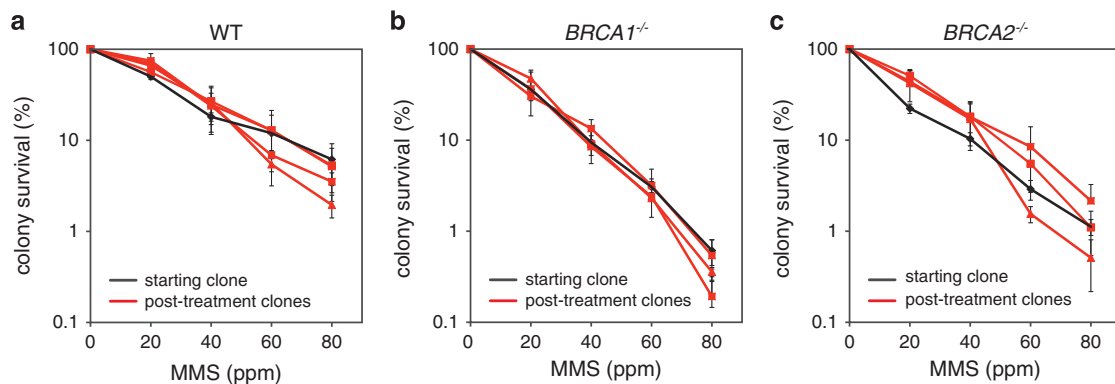 a
WT
colony survival (%)
100
10
1
0.1
starting clone
post-treatment clones
0 20 40 60 80
MMS (ppm)
b
BRCA1-/-
colony survival (%)
100
10
1
0.1
starting clone
post-treatment clones
0 20 40 60 80
MMS (ppm)
c
BRCA2-/-
colony survival (%)
100
10
1
0.1
starting clone
post-treatment clones
0 20 40 60 80
MMS (ppm)